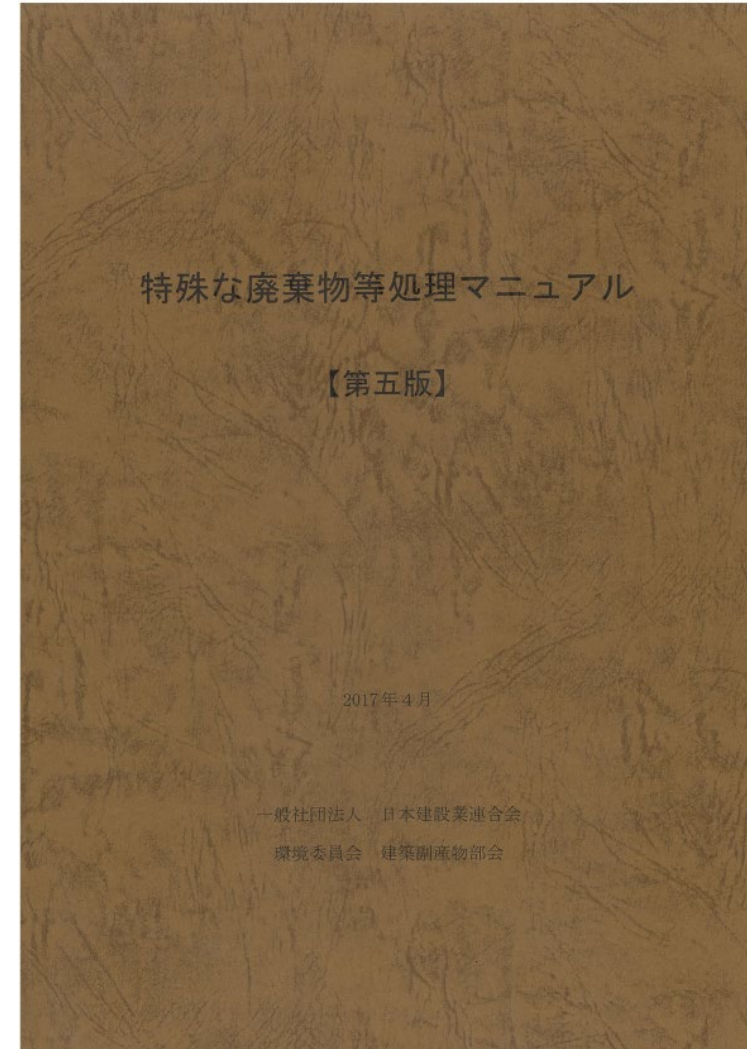 特殊な廃棄物等処理マニュアル
【第五版】
2017年4月
一般社団法人 日本建設業連合会
環境委員会 建築副産物部会